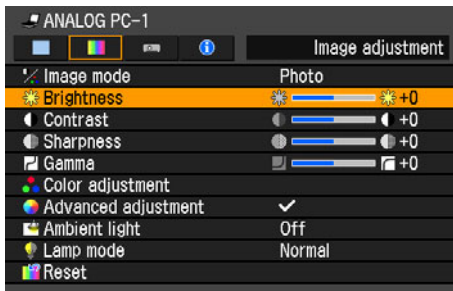 ANALOG PC-1
Image adjustment
Image mode Photo
Brightness +0
Contrast +0
Sharpness +0
Gamma +0
Color adjustment
Advanced adjustment
Ambient light Off
Lamp mode Normal
Reset